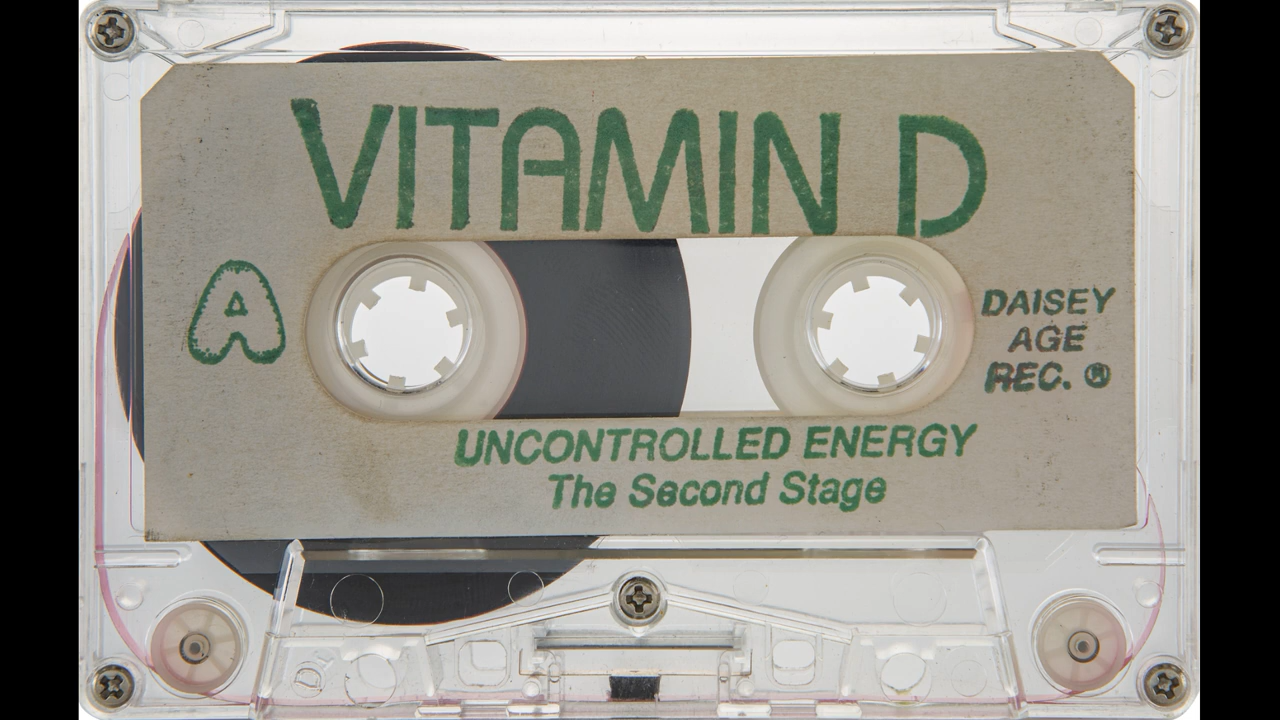 VITAMIN D
A
DAISEY
AGE
REC. ®
UNCONTROLLED ENERGY
The Second Stage